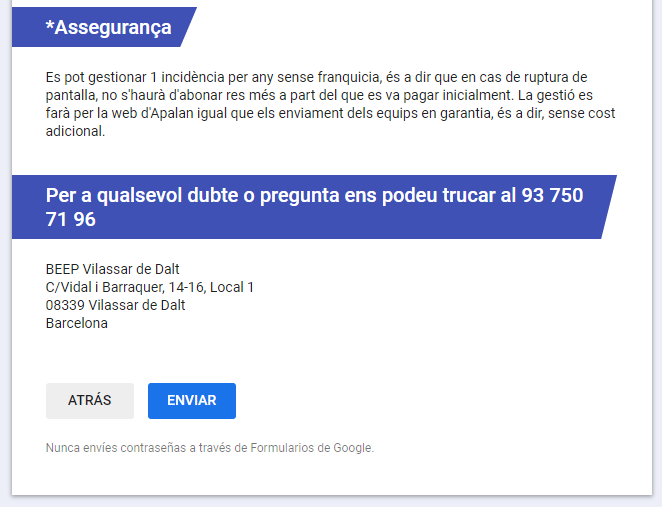 *Assegurança
Es pot gestionar 1 incidència per any sense franquicia, és a dir que en cas de ruptura de
pantalla, no s'haurà d'abonar res més a part del que es va pagar inicialment. La gestió es
farà per la web d'Apalan igual que els enviament dels equips en garantia, és a dir, sense cost
adicional.
Per a qualsevol dubte o pregunta ens podeu trucar al 93 750
71 96
BEEP Vilassar de Dalt
C/Vidal i Barraquer, 14-16, Local 1
08339 Vilassar de Dalt
Barcelona
ATRÁS ENVIAR
Nunca envíes contraseñas a través de Formularios de Google.